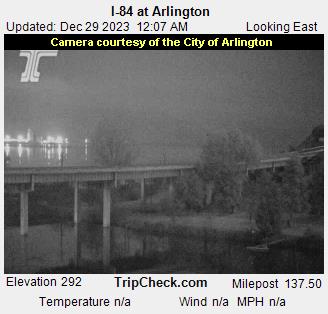 I-84 at Arlington
Updated: Dec 29 2023 12:07 AM Looking East
Camera courtesy of the City of Arlington
Elevation 292 TripCheck.com Milepost 137.50
Temperature n/a Wind n/a MPH n/a